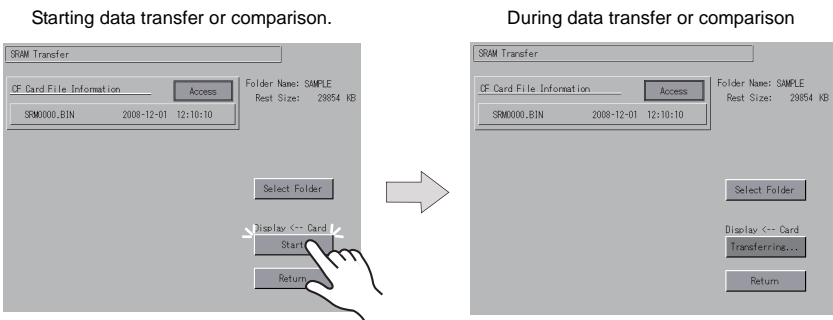 Starting data transfer or comparison.
SRAM Transfer
CF Card File Information
Access
Folder Name: SAMPLE
Rest Size: 29854 KB
SRM0000.BIN 2008-12-01 12:10:10
Select Folder
Display <-- Card
Start
Return
During data transfer or comparison
SRAM Transfer
CF Card File Information
Access
Folder Name: SAMPLE
Rest Size: 29854 KB
SRM0000.BIN 2008-12-01 12:10:10
Select Folder
Display <-- Card
Transferring...
Return